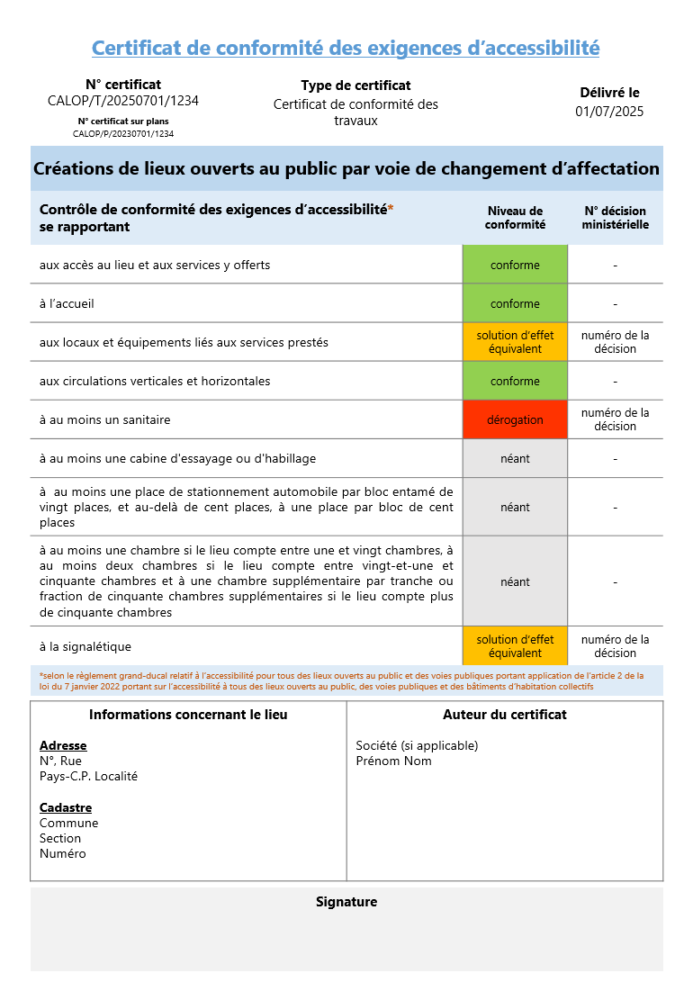 Certificat de conformité des exigences d’accessibilité
N° certificat
CALOP/T/20250701/1234
N° certificat sur plans
CALOP/P/20230701/1234
Type de certificat
Certificat de conformité des
travaux
Délivré le
01/07/2025
Créations de lieux ouverts au public par voie de changement d’affectation
Contrôle de conformité des exigences d’accessibilité*
se rapportant
Niveau de
conformité
N° décision
ministérielle
aux accès au lieu et aux services y offerts
conforme
-
à l’accueil
conforme
-
aux locaux et équipements liés aux services prestés
solution d’effet
équivalent
numéro de la
décision
aux circulations verticales et horizontales
conforme
-
à au moins un sanitaire
dérogation
numéro de la
décision
à au moins une cabine d'essayage ou d'habillage
néant
-
à au moins une place de stationnement automobile par bloc entamé de
vingt places, et au-delà de cent places, à une place par bloc de cent
places
néant
-
à au moins une chambre si le lieu compte entre une et vingt chambres, à
au moins deux chambres si le lieu compte entre vingt-et-une et
cinquante chambres et à une chambre supplémentaire par tranche ou
fraction de cinquante chambres supplémentaires si le lieu compte plus
de cinquante chambres
néant
-
à la signalétique
solution d’effet
équivalent
numéro de la
décision
*selon le règlement grand-ducal relatif à l’accessibilité pour tous des lieux ouverts au public et des voies publiques portant application de l’article 2 de la
loi du 7 janvier 2022 portant sur l’accessibilité à tous des lieux ouverts au public, des voies publiques et des bâtiments d’habitation collectifs
Informations concernant le lieu
Adresse
N°, Rue
Pays-C.P. Localité
Cadastre
Commune
Section
Numéro
Auteur du certificat
Société (si applicable)
Prénom Nom
Signature